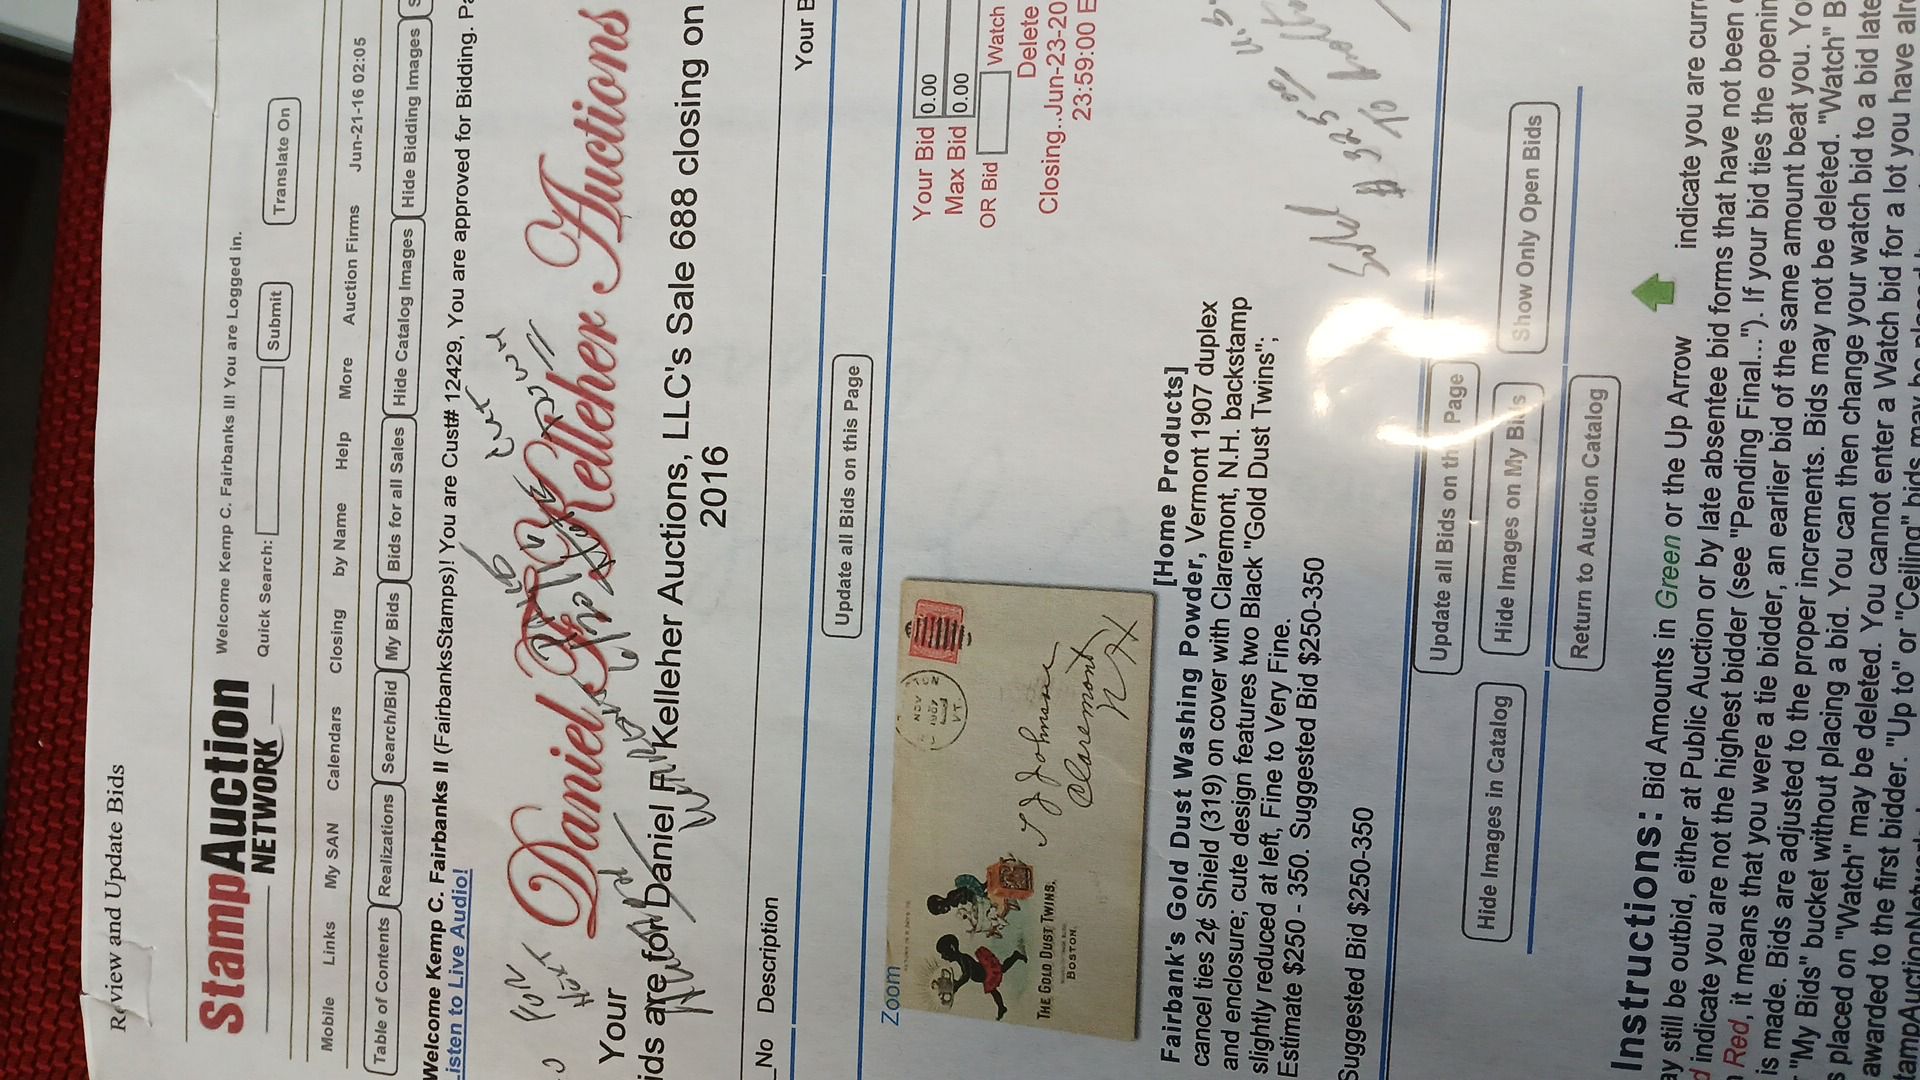 Review and Update Bids
StampAuction
NETWORK
Welcome Kemp C. Fairbanks II! You are Logged in.
Quick Search: Submit Translate On
Mobile Links My SAN Calendars Closing by Name Help More Auction Firms Jun-21-16 02:05
Table of Contents Realizations Search/Bid My Bids Bids for all Sales Hide Catalog Images Hide Bidding Images
Welcome Kemp C. Fairbanks II (FairbanksStamps)! You are Cust# 12429, You are approved for Bidding.
Listen to Live Audio!
Daniel F. Kelleher Auctions
Your
ids are for Daniel F. Kelleher Auctions, LLC's Sale 688 closing on
2016
_No Description Your B
Update all Bids on this Page
Zoom
NOV
1907
VT.
THE GOLD DUST TWINS,
BOSTON.
Johnson
Claremont
N H
Your Bid 0.00
Max Bid 0.00
OR Bid Watch
Delete
Closing..Jun-23-20
23:59:00 E
[Home Products]
Fairbank's Gold Dust Washing Powder, Vermont 1907 duplex
cancel ties 2¢ Shield (319) on cover with Claremont, N.H. backstamp
and enclosure; cute design features two Black "Gold Dust Twins";
slightly reduced at left, Fine to Very Fine.
Estimate $250 - 350. Suggested Bid $250-350
Suggested Bid $250-350
Sold $ 325
To
Update all Bids on th Page
Hide Images in Catalog Hide Images on My Bids Show Only Open Bids
Return to Auction Catalog
Instructions: Bid Amounts in Green or the Up Arrow indicate you are curr
ay still be outbid, either at Public Auction or by late absentee bid forms that have not been
d indicate you are not the highest bidder (see "Pending Final..."). If your bid ties the openin
Red, it means that you were a tie bidder, an earlier bid of the same amount beat you. Yo
is made. Bids are adjusted to the proper increments. Bids may not be deleted. "Watch" B
"My Bids" bucket without placing a bid. You can then change your watch bid to a bid late
s placed on "Watch" may be deleted. You cannot enter a Watch bid for a lot you have alre
awarded to the first bidder. "Up to" or "Ceiling" bids may be placed